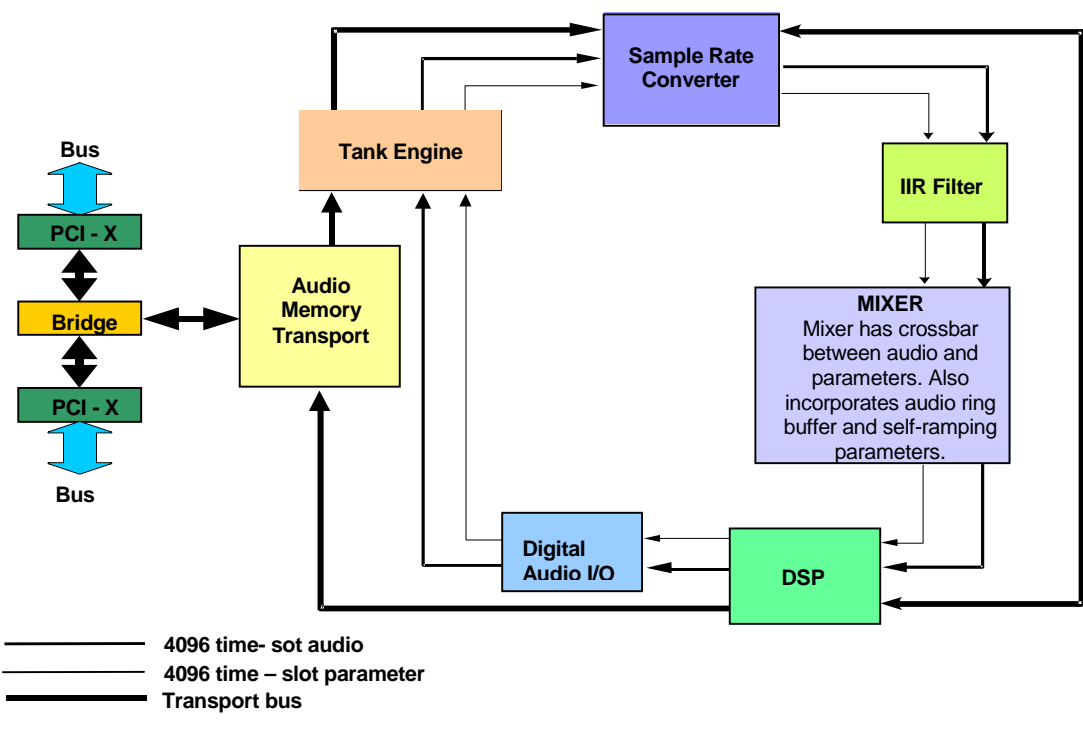 Sample Rate
Converter
Tank Engine
Bus
IIR Filter
PCI - X
Audio
Memory
Transport
Bridge
MIXER
Mixer has crossbar
between audio and
parameters. Also
incorporates audio ring
buffer and self-ramping
parameters.
PCI - X
Bus
Digital
Audio I/O
DSP
4096 time- sot audio
4096 time – slot parameter
Transport bus